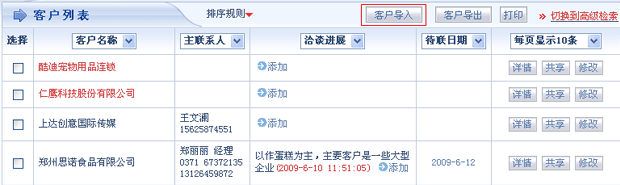 客户列表 排序规则 客户导入 客户导出 打印 » 切换到高级检索
选择 客户名称 主联系人 洽谈进展 待联日期 每页显示10条
酷迪宠物用品连锁 添加 详情 共享 修改
仁鹰科技股份有限公司 添加 详情 共享 修改
上达创意国际传媒 王文澜 添加 详情 共享 修改
15625874551
郑州思诺食品有限公司 郑丽丽 经理 以作蛋糕为主，主要客户是一些大型 2009-6-12 详情 共享 修改
0371 67372135 企业(2009-6-10 11:51:05) 添加
13126459872